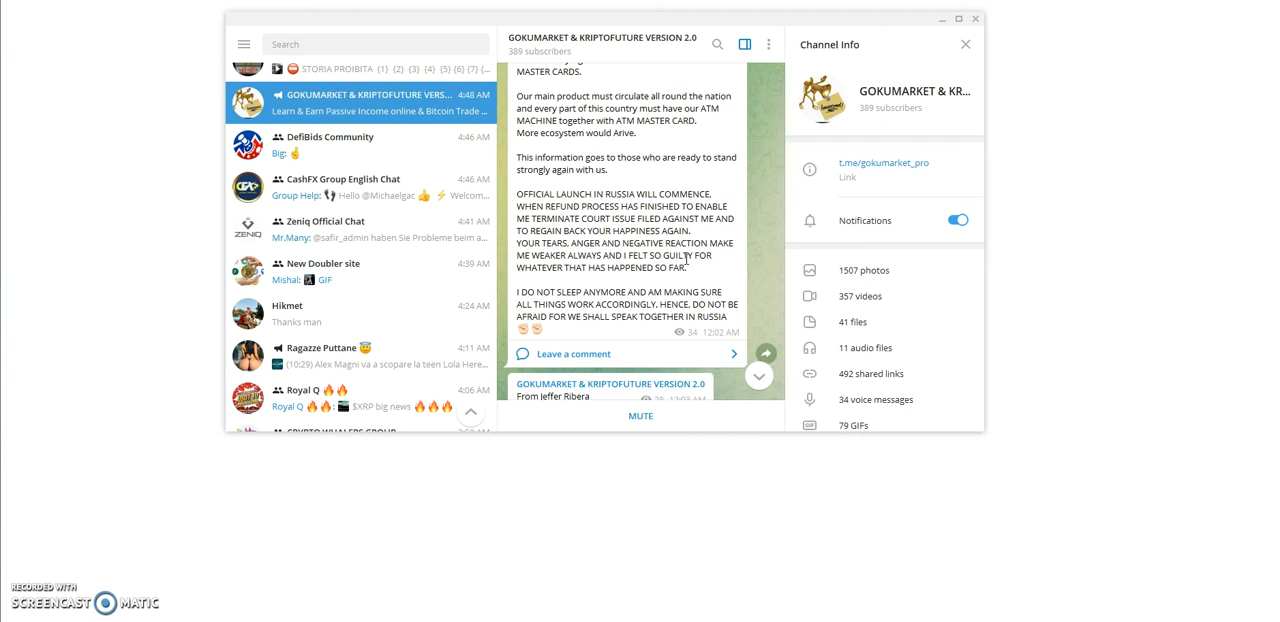 Search
STORIA PROIBITA {1} {2} {3} {4} {5} {6} {7} {...
GOKUMARKET & KRIPTOFUTURE VERS... 4:48 AM
Learn & Earn Passive Income online & Bitcoin Trade ...
DefiBids Community 4:46 AM
Big: 🤞
CashFX Group English Chat 4:46 AM
Group Help: 👣 Hello @Michaelgac 👍 ⚡ Welcom...
Zeniq Official Chat 4:41 AM
ZENIQ
Mr.Many: @safir_admin haben Sie Probleme beim a...
New Doubler site 4:39 AM
Mishal: GIF
Hikmet 4:24 AM
Thanks man
Ragazze Puttane 😇 4:11 AM
(10:29) Alex Magni va a scopare la teen Lola Here...
Royal Q 🔥🔥 4:06 AM
Royal Q 🔥🔥: $XRP big news 🔥🔥🔥
CRYPTO WHALERS GROUP
GOKUMARKET & KRIPTOFUTURE VERSION 2.0
389 subscribers
MASTER CARDS.
Our main product must circulate all round the nation
and every part of this country must have our ATM
MACHINE together with ATM MASTER CARD.
More ecosystem would Arive.
This information goes to those who are ready to stand
strongly again with us.
OFFICIAL LAUNCH IN RUSSIA WILL COMMENCE,
WHEN REFUND PROCESS HAS FINISHED TO ENABLE
ME TERMINATE COURT ISSUE FILED AGAINST ME AND
TO REGAIN BACK YOUR HAPPINESS AGAIN.
YOUR TEARS, ANGER AND NEGATIVE REACTION MAKE
ME WEAKER ALWAYS AND I FELT SO GUILTY FOR
WHATEVER THAT HAS HAPPENED SO FAR.
I DO NOT SLEEP ANYMORE AND AM MAKING SURE
ALL THINGS WORK ACCORDINGLY. HENCE, DO NOT BE
AFRAID FOR WE SHALL SPEAK TOGETHER IN RUSSIA
✊🏻✊🏻 34 12:02 AM
Leave a comment
GOKUMARKET & KRIPTOFUTURE VERSION 2.0
From Jeffer Ribera 28 12:03 AM
MUTE
Channel Info
GOKUMARKET & KR...
389 subscribers
t.me/gokumarket_pro
Link
Notifications
1507 photos
357 videos
41 files
11 audio files
492 shared links
34 voice messages
GIF 79 GIFs
RECORDED WITH
SCREENCAST MATIC